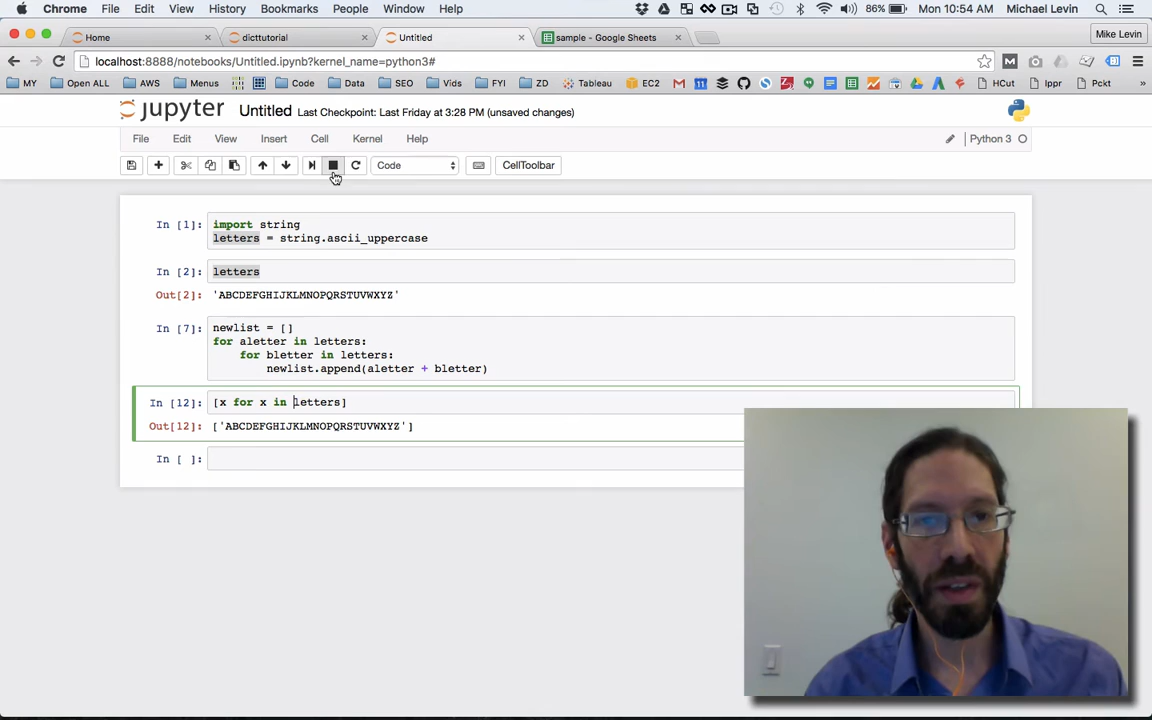 Chrome File Edit View History Bookmarks People Window Help 86% Mon 10:54 AM Michael Levin
Home dicttutorial Untitled sample - Google Sheets Mike Levin
localhost:8888/notebooks/Untitled.ipynb?kernel_name=python3#
MY Open ALL AWS Menus Code Data SEO Vids FYI ZD Tableau EC2 HCut lppr Pckt »
jupyter Untitled Last Checkpoint: Last Friday at 3:28 PM (unsaved changes)
File Edit View Insert Cell Kernel Help Python 3
Code CellToolbar
In [1]: import string
letters = string.ascii_uppercase
In [2]: letters
Out[2]: 'ABCDEFGHIJKLMNOPQRSTUVWXYZ'
In [7]: newlist = []
for aletter in letters:
for bletter in letters:
newlist.append(aletter + bletter)
In [12]: [x for x in letters]
Out[12]: ['ABCDEFGHIJKLMNOPQRSTUVWXYZ']
In [ ]: